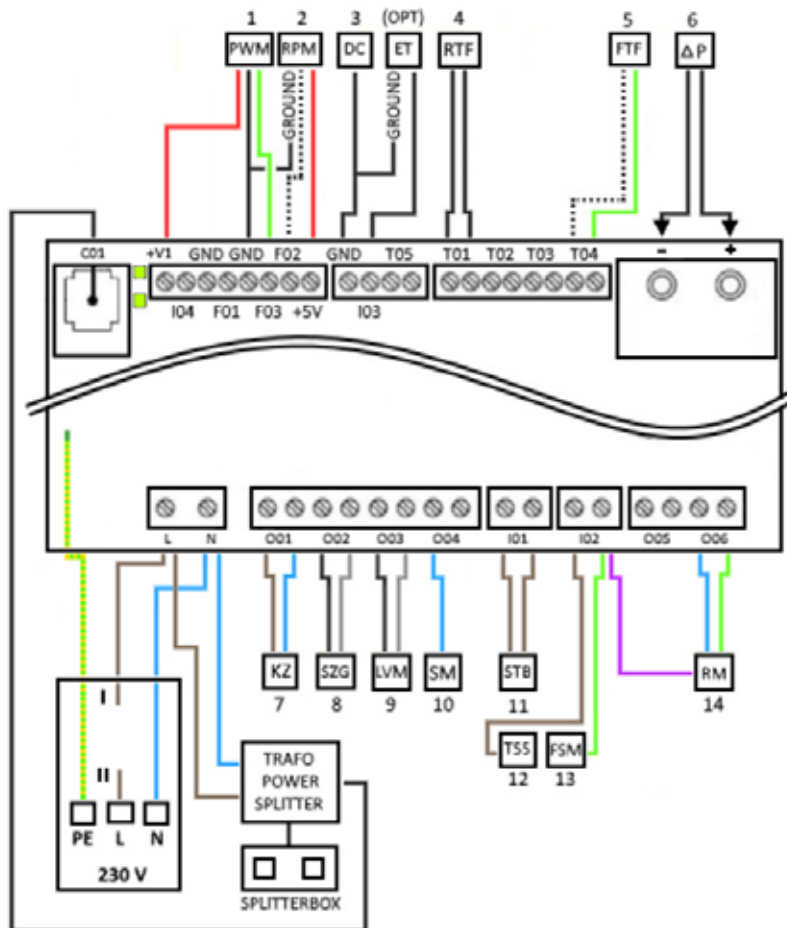 1 2 3 (OPT) 4 5 6
PWM RPM DC ET RTF FTF ΔP
GROUND GROUND
- +
C01 +V1 GND GND F02 GND T05 T01 T02 T03 T04
I04 F01 F03 +5V I03
L N O01 O02 O03 O04 I01 I02 O05 O06
KZ SZG LVM SM STB RM
7 8 9 10 11 14
I
TSS FSM
12 13
II
TRAFO
POWER
SPLITTER
PE L N
230 V
SPLITTERBOX